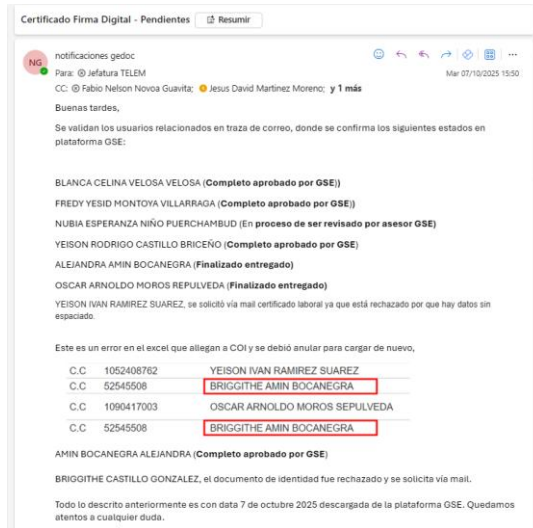 Certificado Firma Digital - Pendientes Resumir
NG
notificaciones gedoc
Para: Jefatura TELEM
Mar 07/10/2025 15:50
CC: Fabio Nelson Novoa Guavita; Jesus David Martinez Moreno; y 1 más
Buenas tardes,
Se validan los usuarios relacionados en traza de correo, donde se confirma los siguientes estados en
plataforma GSE:
BLANCA CELINA VELOSA VELOSA (Completo aprobado por GSE))
FREDY YESID MONTOYA VILLARRAGA (Completo aprobado por GSE)
NUBIA ESPERANZA NIÑO PUERCHAMBUD (En proceso de ser revisado por asesor GSE)
YEISON RODRIGO CASTILLO BRICEÑO (Completo aprobado por GSE)
ALEJANDRA AMIN BOCANEGRA (Finalizado entregado)
OSCAR ARNOLDO MOROS REPULVEDA (Finalizado entregado)
YEISON IVAN RAMIREZ SUAREZ, se solicitò vía mail certificado laboral ya que está rechazado por que hay datos sin
espaciado.
Este es un error en el excel que allegan a COI y se debió anular para cargar de nuevo,
C.C 1052408762 YEISON IVAN RAMIREZ SUAREZ
C.C 52545508 BRIGGITHE AMIN BOCANEGRA
C.C 1090417003 OSCAR ARNOLDO MOROS SEPULVEDA
C.C 52545508 BRIGGITHE AMIN BOCANEGRA
AMIN BOCANEGRA ALEJANDRA (Completo aprobado por GSE)
BRIGGITHE CASTILLO GONZALEZ, el documento de identidad fue rechazado y se solicita vía mail.
Todo lo descrito anteriormente es con data 7 de octubre 2025 descargada de la plataforma GSE. Quedamos
atentos a cualquier duda.